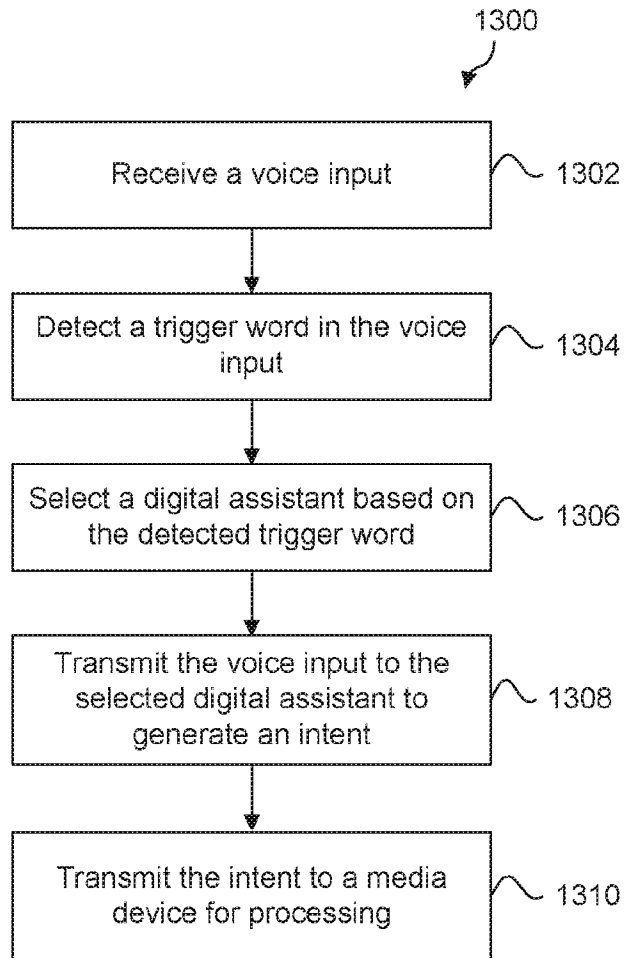 1300
Receive a voice input
1302
Detect a trigger word in the voice
input
1304
Select a digital assistant based on
the detected trigger word
1306
Transmit the voice input to the
selected digital assistant to
generate an intent
1308
Transmit the intent to a media
device for processing
1310